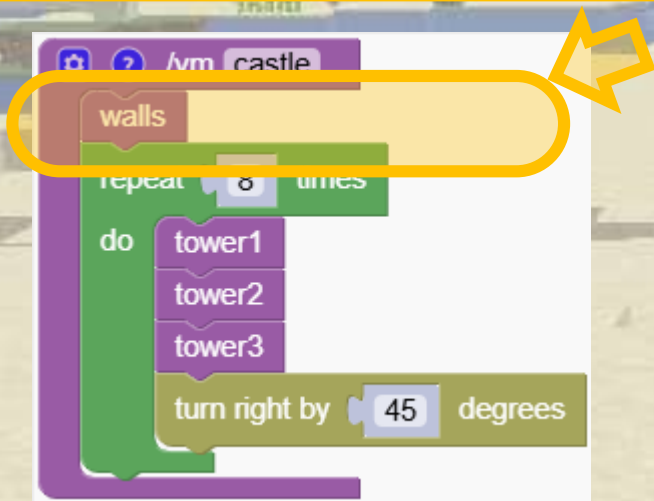 ? /vm castle
walls
repeat 8 times
do tower1
tower2
tower3
turn right by 45 degrees